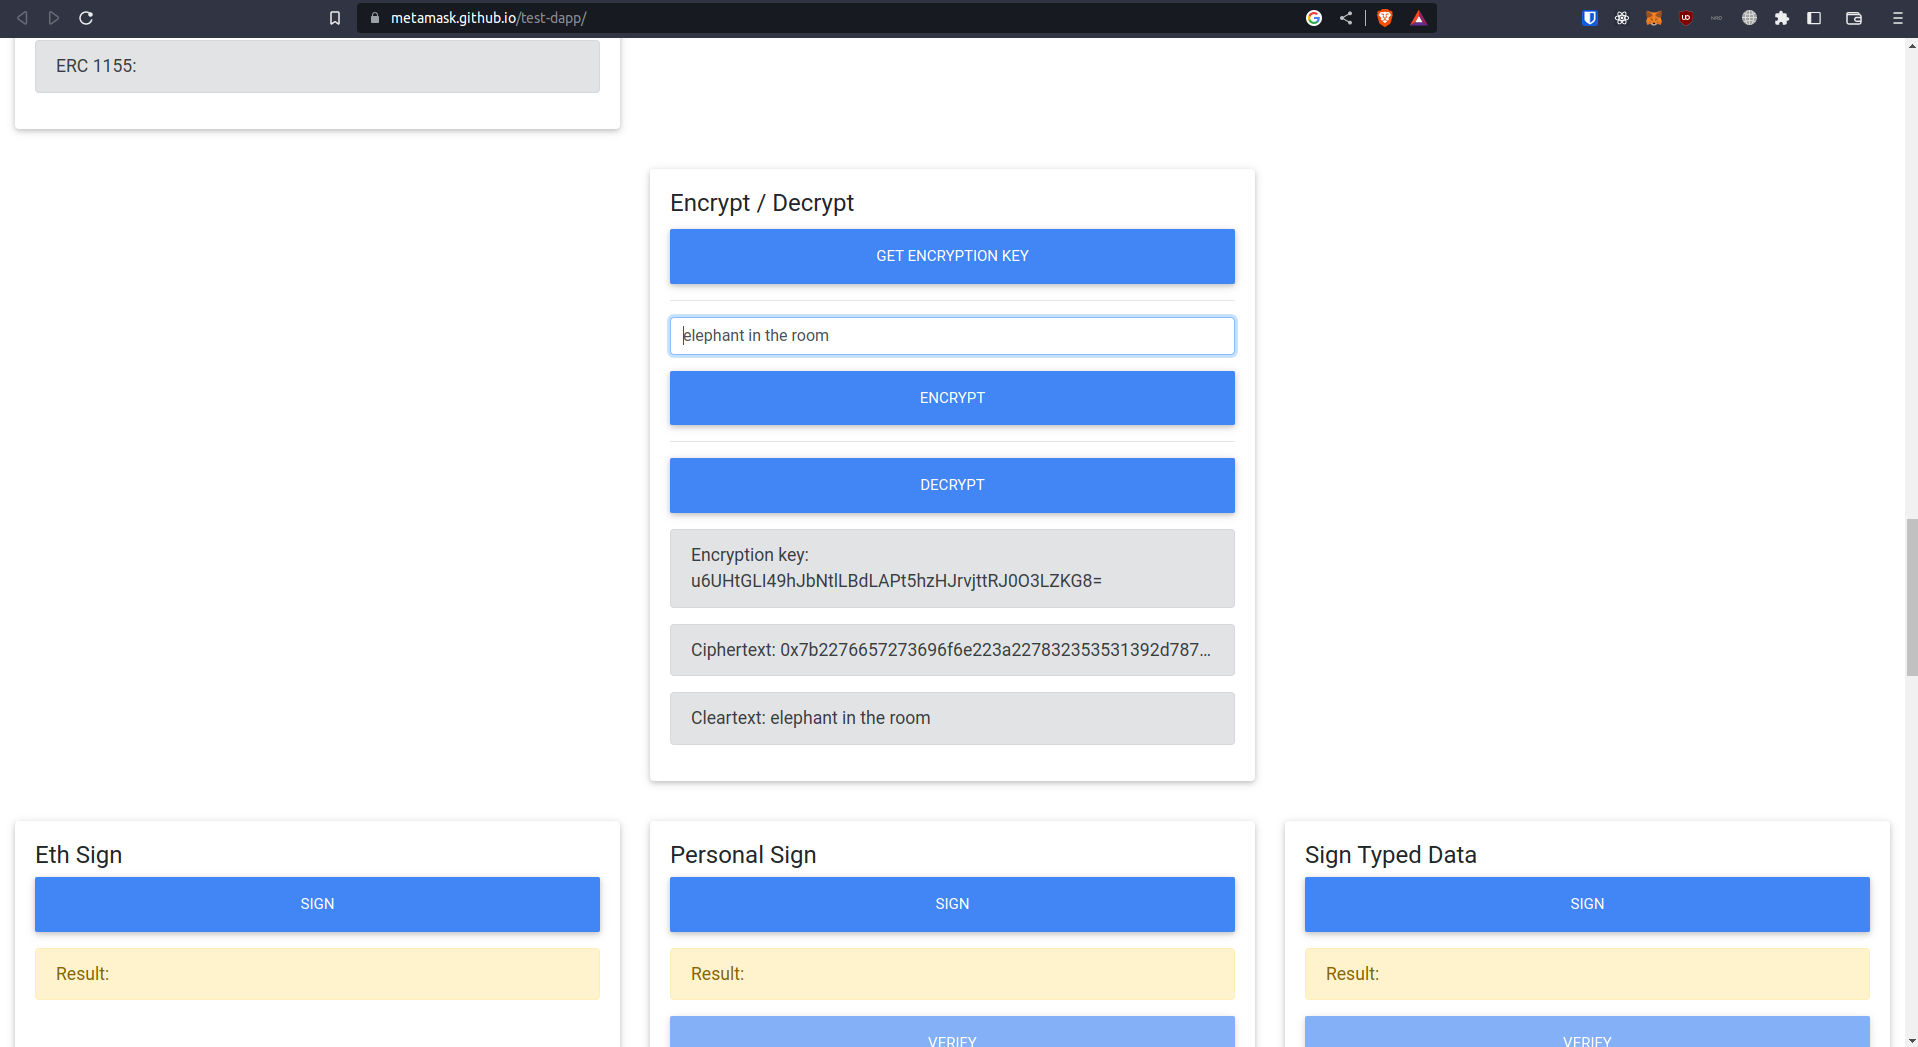 metamask.github.io/test-dapp/
ERC 1155:
Encrypt / Decrypt
GET ENCRYPTION KEY
elephant in the room
ENCRYPT
DECRYPT
Encryption key:
u6UHtGLI49hJbNtlLBdLAPt5hzHJrvjttRJ0O3LZKG8=
Ciphertext: 0x7b2276657273696f6e223a227832353531392d787...
Cleartext: elephant in the room
Eth Sign
SIGN
Result:
Personal Sign
SIGN
Result:
VERIFY
Sign Typed Data
SIGN
Result:
VERIFY